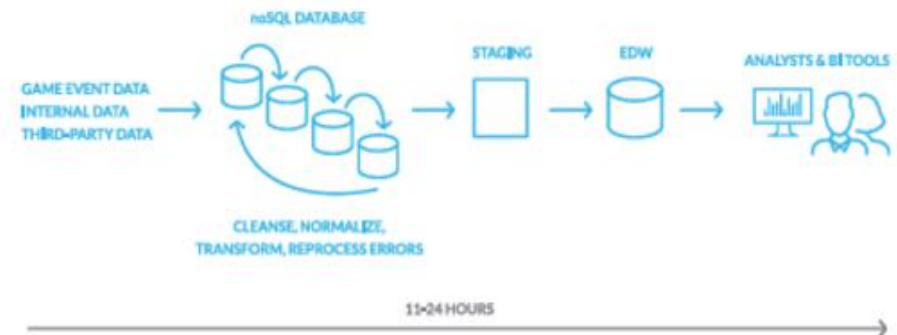 noSQL DATABASE
STAGING
EDW
ANALYSTS & BI TOOLS
GAME EVENT DATA
INTERNAL DATA
THIRD-PARTY DATA
CLEANSE, NORMALIZE,
TRANSFORM, REPROCESS ERRORS
11-24 HOURS